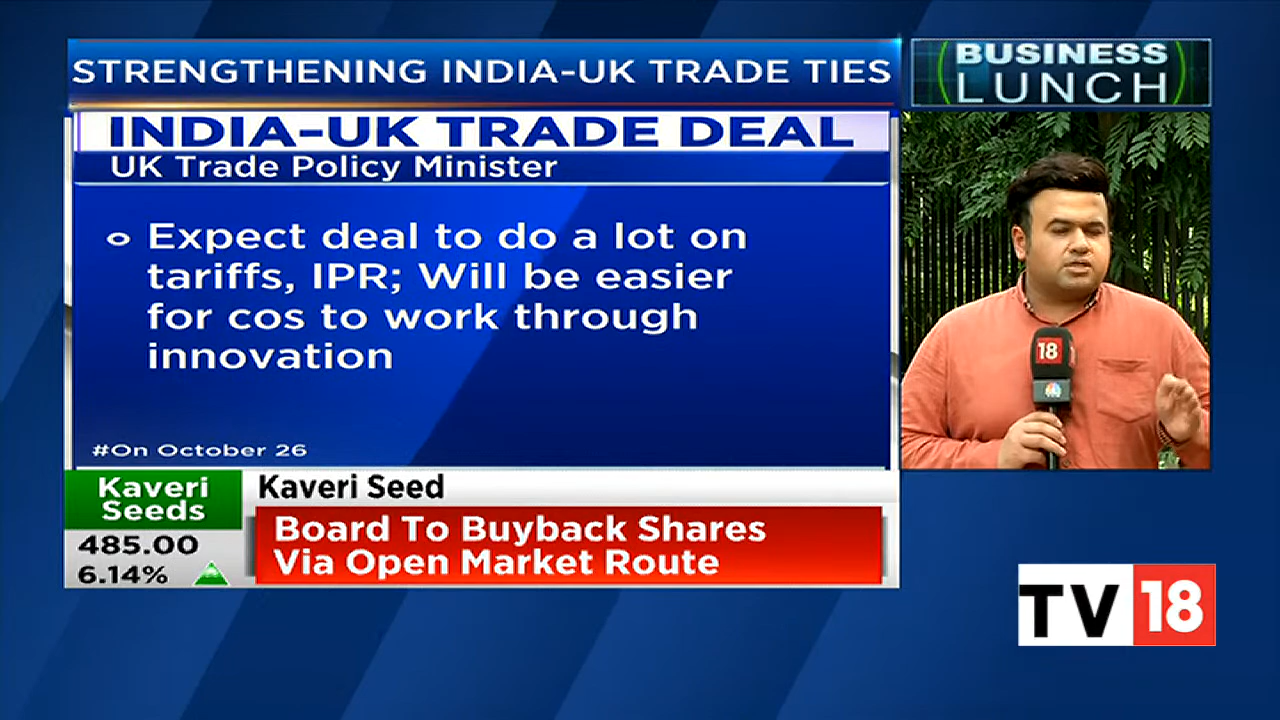 STRENGTHENING INDIA-UK TRADE TIES
BUSINESS
LUNCH
INDIA-UK TRADE DEAL
UK Trade Policy Minister
Expect deal to do a lot on
tariffs, IPR; Will be easier
for cos to work through
innovation
#On October 26
18
Kaveri
Seeds
485.00
6.14%
Kaveri Seed
Board To Buyback Shares
Via Open Market Route
TV 18